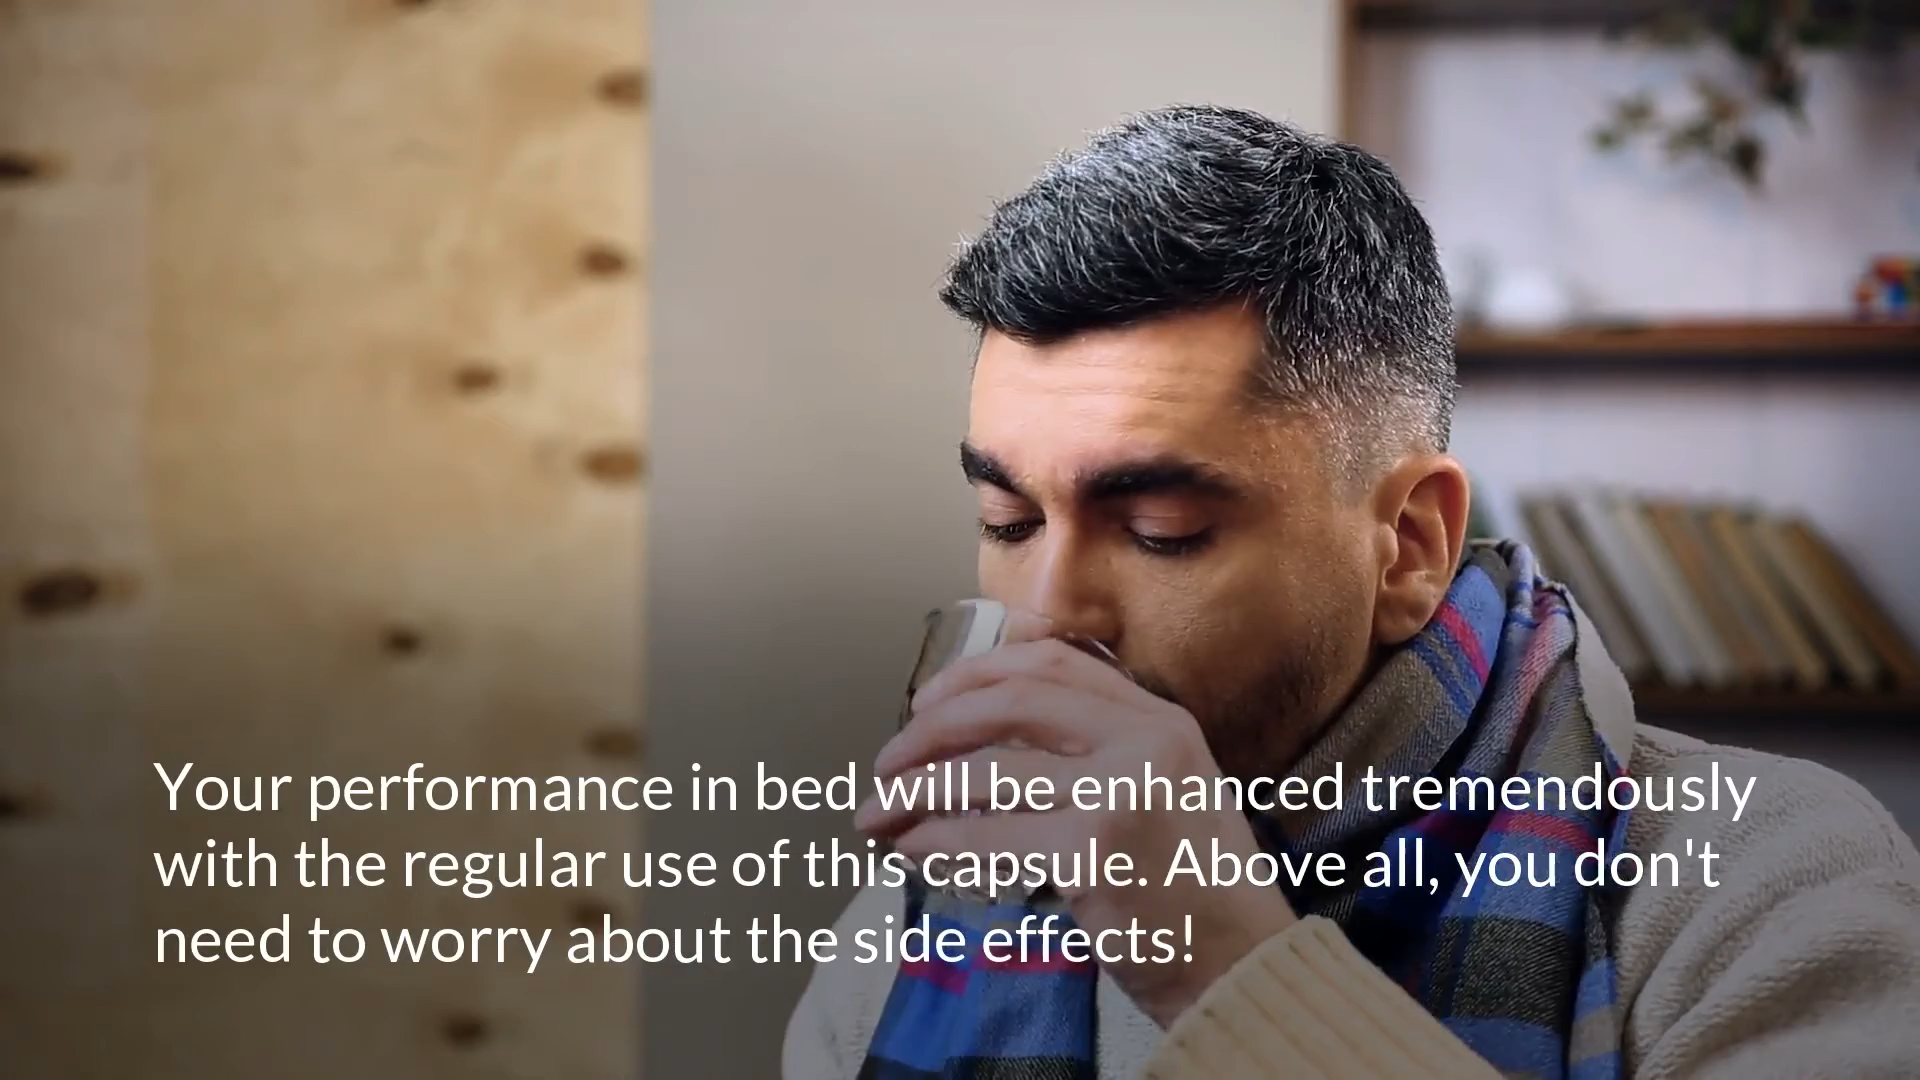 Your performance in bed will be enhanced tremendously
with the regular use of this capsule. Above all, you don't
need to worry about the side effects!